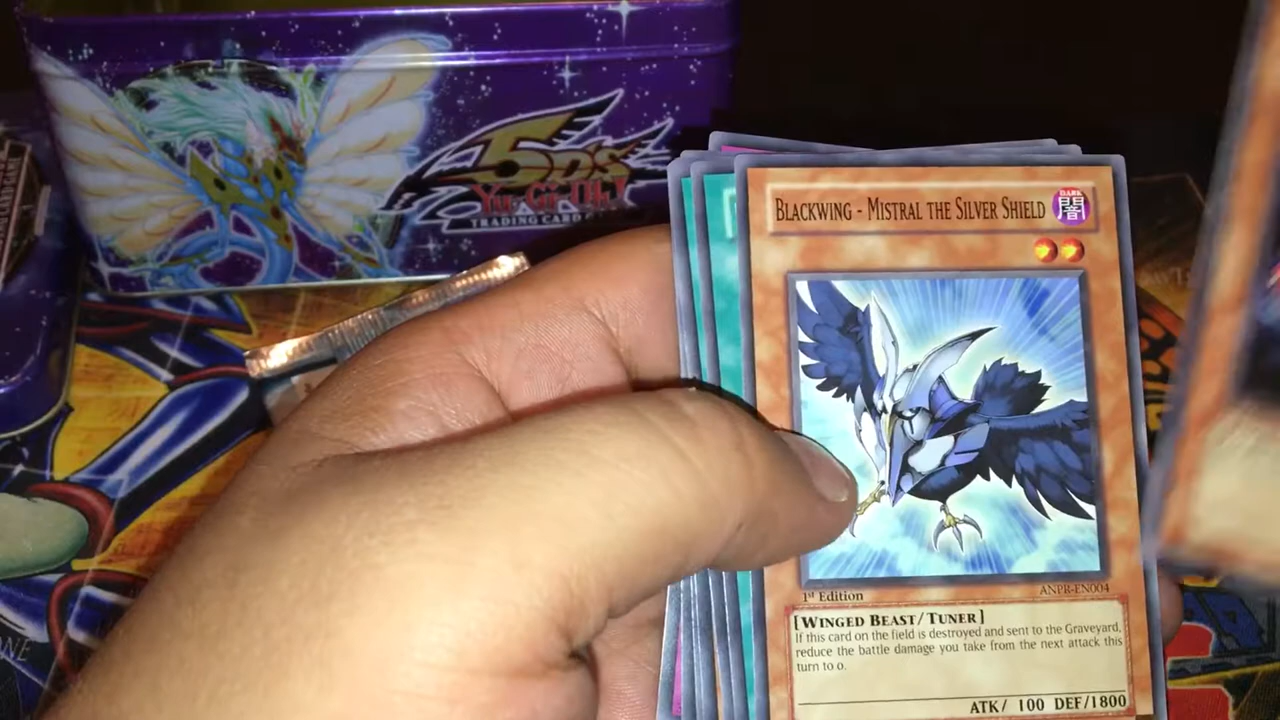 5D's
Yu-Gi-Oh!
TRADING CARD
BLACKWING - MISTRAL THE SILVER SHIELD
DARK
闇
1st Edition
ANPR-EN004
[WINGED BEAST/TUNER]
If this card on the field is destroyed and sent to the Graveyard,
reduce the battle damage you take from the next attack this
turn to 0.
ATK/ 100 DEF/1800